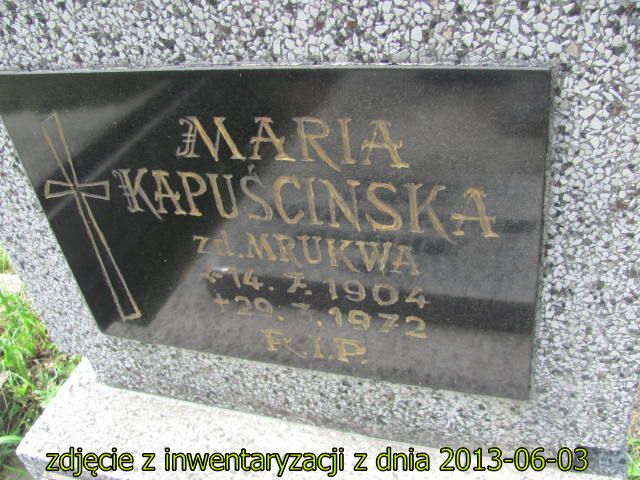 MARIA
KAPUŚCINSKA
zd. MRUKWA
* 14. 7. 1904
+ 29. 7. 1972
R.I.P.
zdjęcie z inwentaryzacji z dnia 2013-06-03